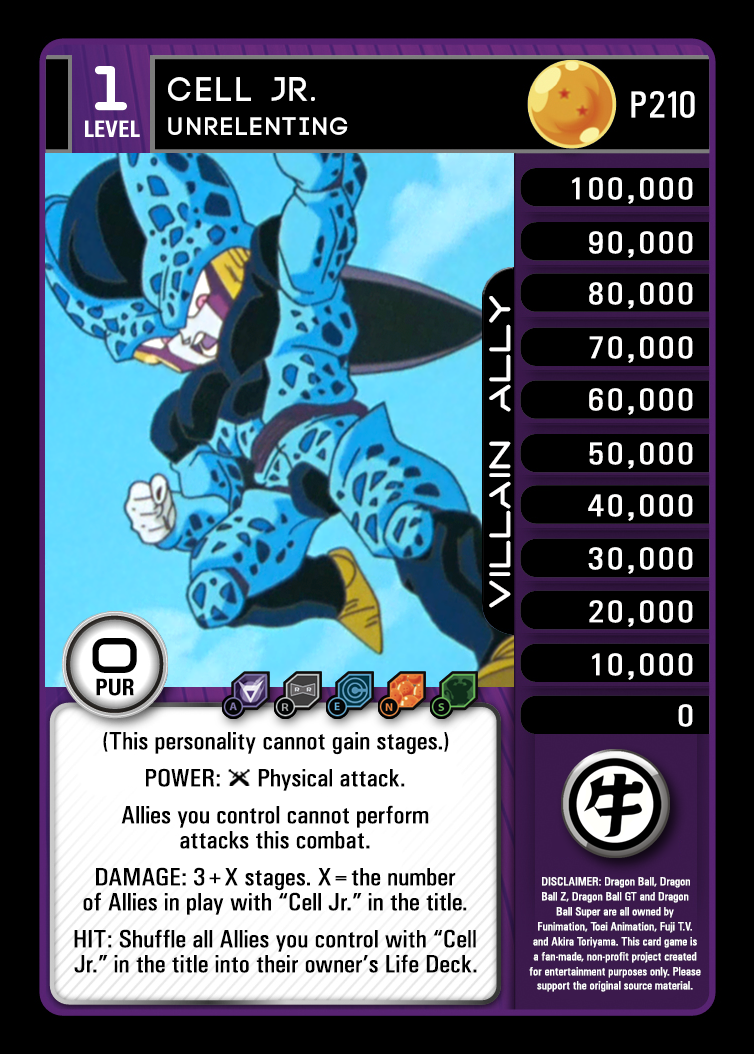 1
LEVEL
CELL JR.
UNRELENTING
P210
100,000
90,000
80,000
70,000
60,000
50,000
40,000
30,000
20,000
10,000
0
VILLAIN ALLY
0
PUR
A R E N S
(This personality cannot gain stages.)
POWER: Physical attack.
Allies you control cannot perform
attacks this combat.
DAMAGE: 3 + X stages. X = the number
of Allies in play with “Cell Jr.” in the title.
HIT: Shuffle all Allies you control with “Cell
Jr.” in the title into their owner’s Life Deck.
牛
DISCLAIMER: Dragon Ball, Dragon
Ball Z, Dragon Ball GT and Dragon
Ball Super are all owned by
Funimation, Toei Animation, Fuji T.V.
and Akira Toriyama. This card game is
a fan-made, non-profit project created
for entertainment purposes only. Please
support the original source material.